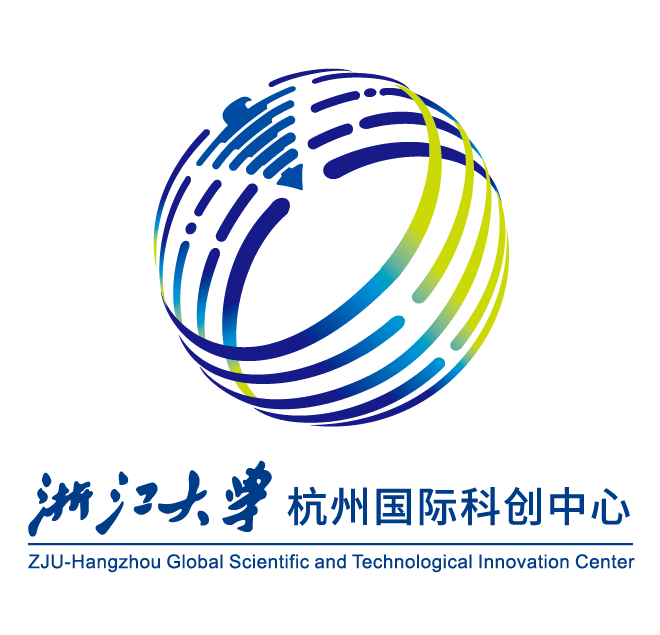 浙江大学 杭州国际科创中心
ZJU-Hangzhou Global Scientific and Technological Innovation Center